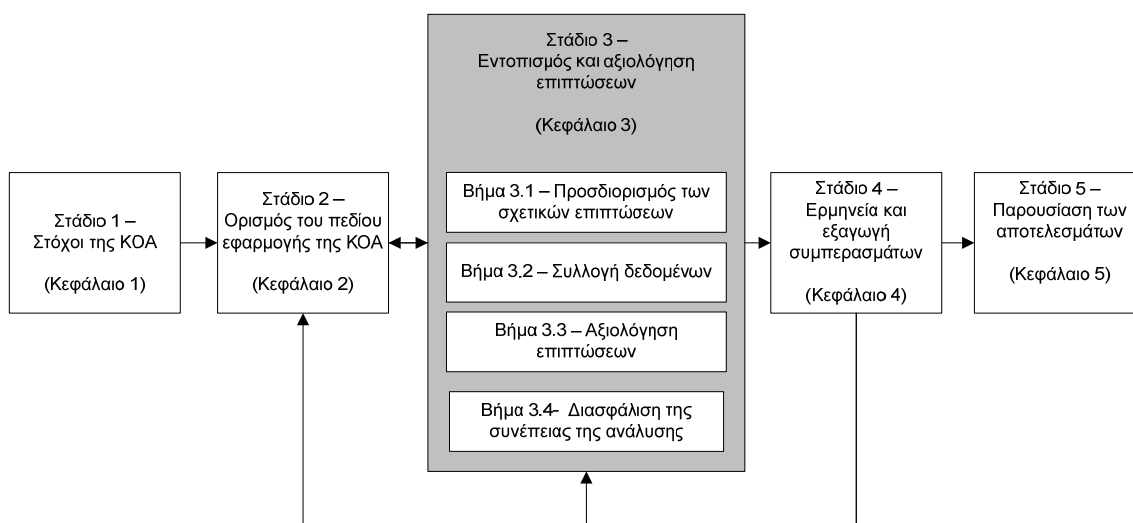 Στάδιο 1 –
Στόχοι της ΚΟΑ
(Κεφάλαιο 1)
Στάδιο 2 –
Ορισμός του πεδίου
εφαρμογής της ΚΟΑ
(Κεφάλαιο 2)
Στάδιο 3 –
Εντοπισμός και αξιολόγηση
επιπτώσεων
(Κεφάλαιο 3)
Βήμα 3.1 – Προσδιορισμός των
σχετικών επιπτώσεων
Βήμα 3.2 – Συλλογή δεδομένων
Βήμα 3.3 – Αξιολόγηση
επιπτώσεων
Βήμα 3.4- Διασφάλιση της
συνέπειας της ανάλυσης
Στάδιο 4 –
Ερμηνεία και
εξαγωγή
συμπερασμάτων
(Κεφάλαιο 4)
Στάδιο 5 –
Παρουσίαση των
αποτελεσμάτων
(Κεφάλαιο 5)